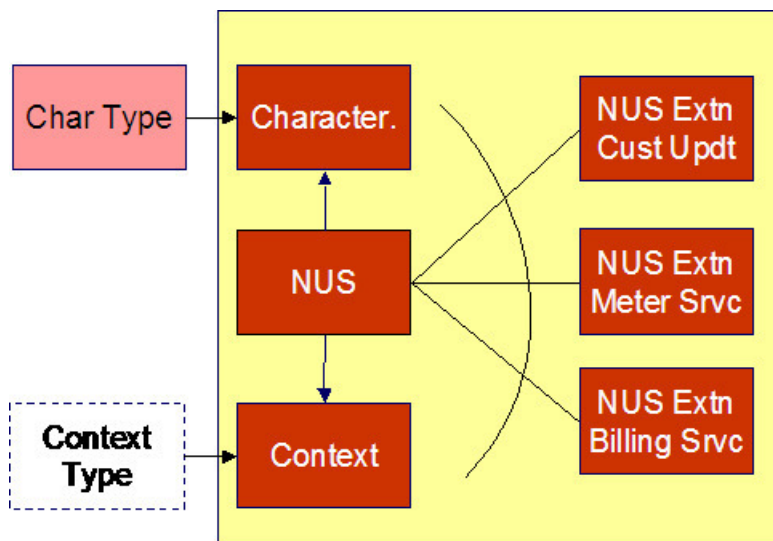 Char Type
Character.
NUS Extn
Cust Updt
NUS
NUS Extn
Meter Srvc
Context
Type
Context
NUS Extn
Billing Srvc